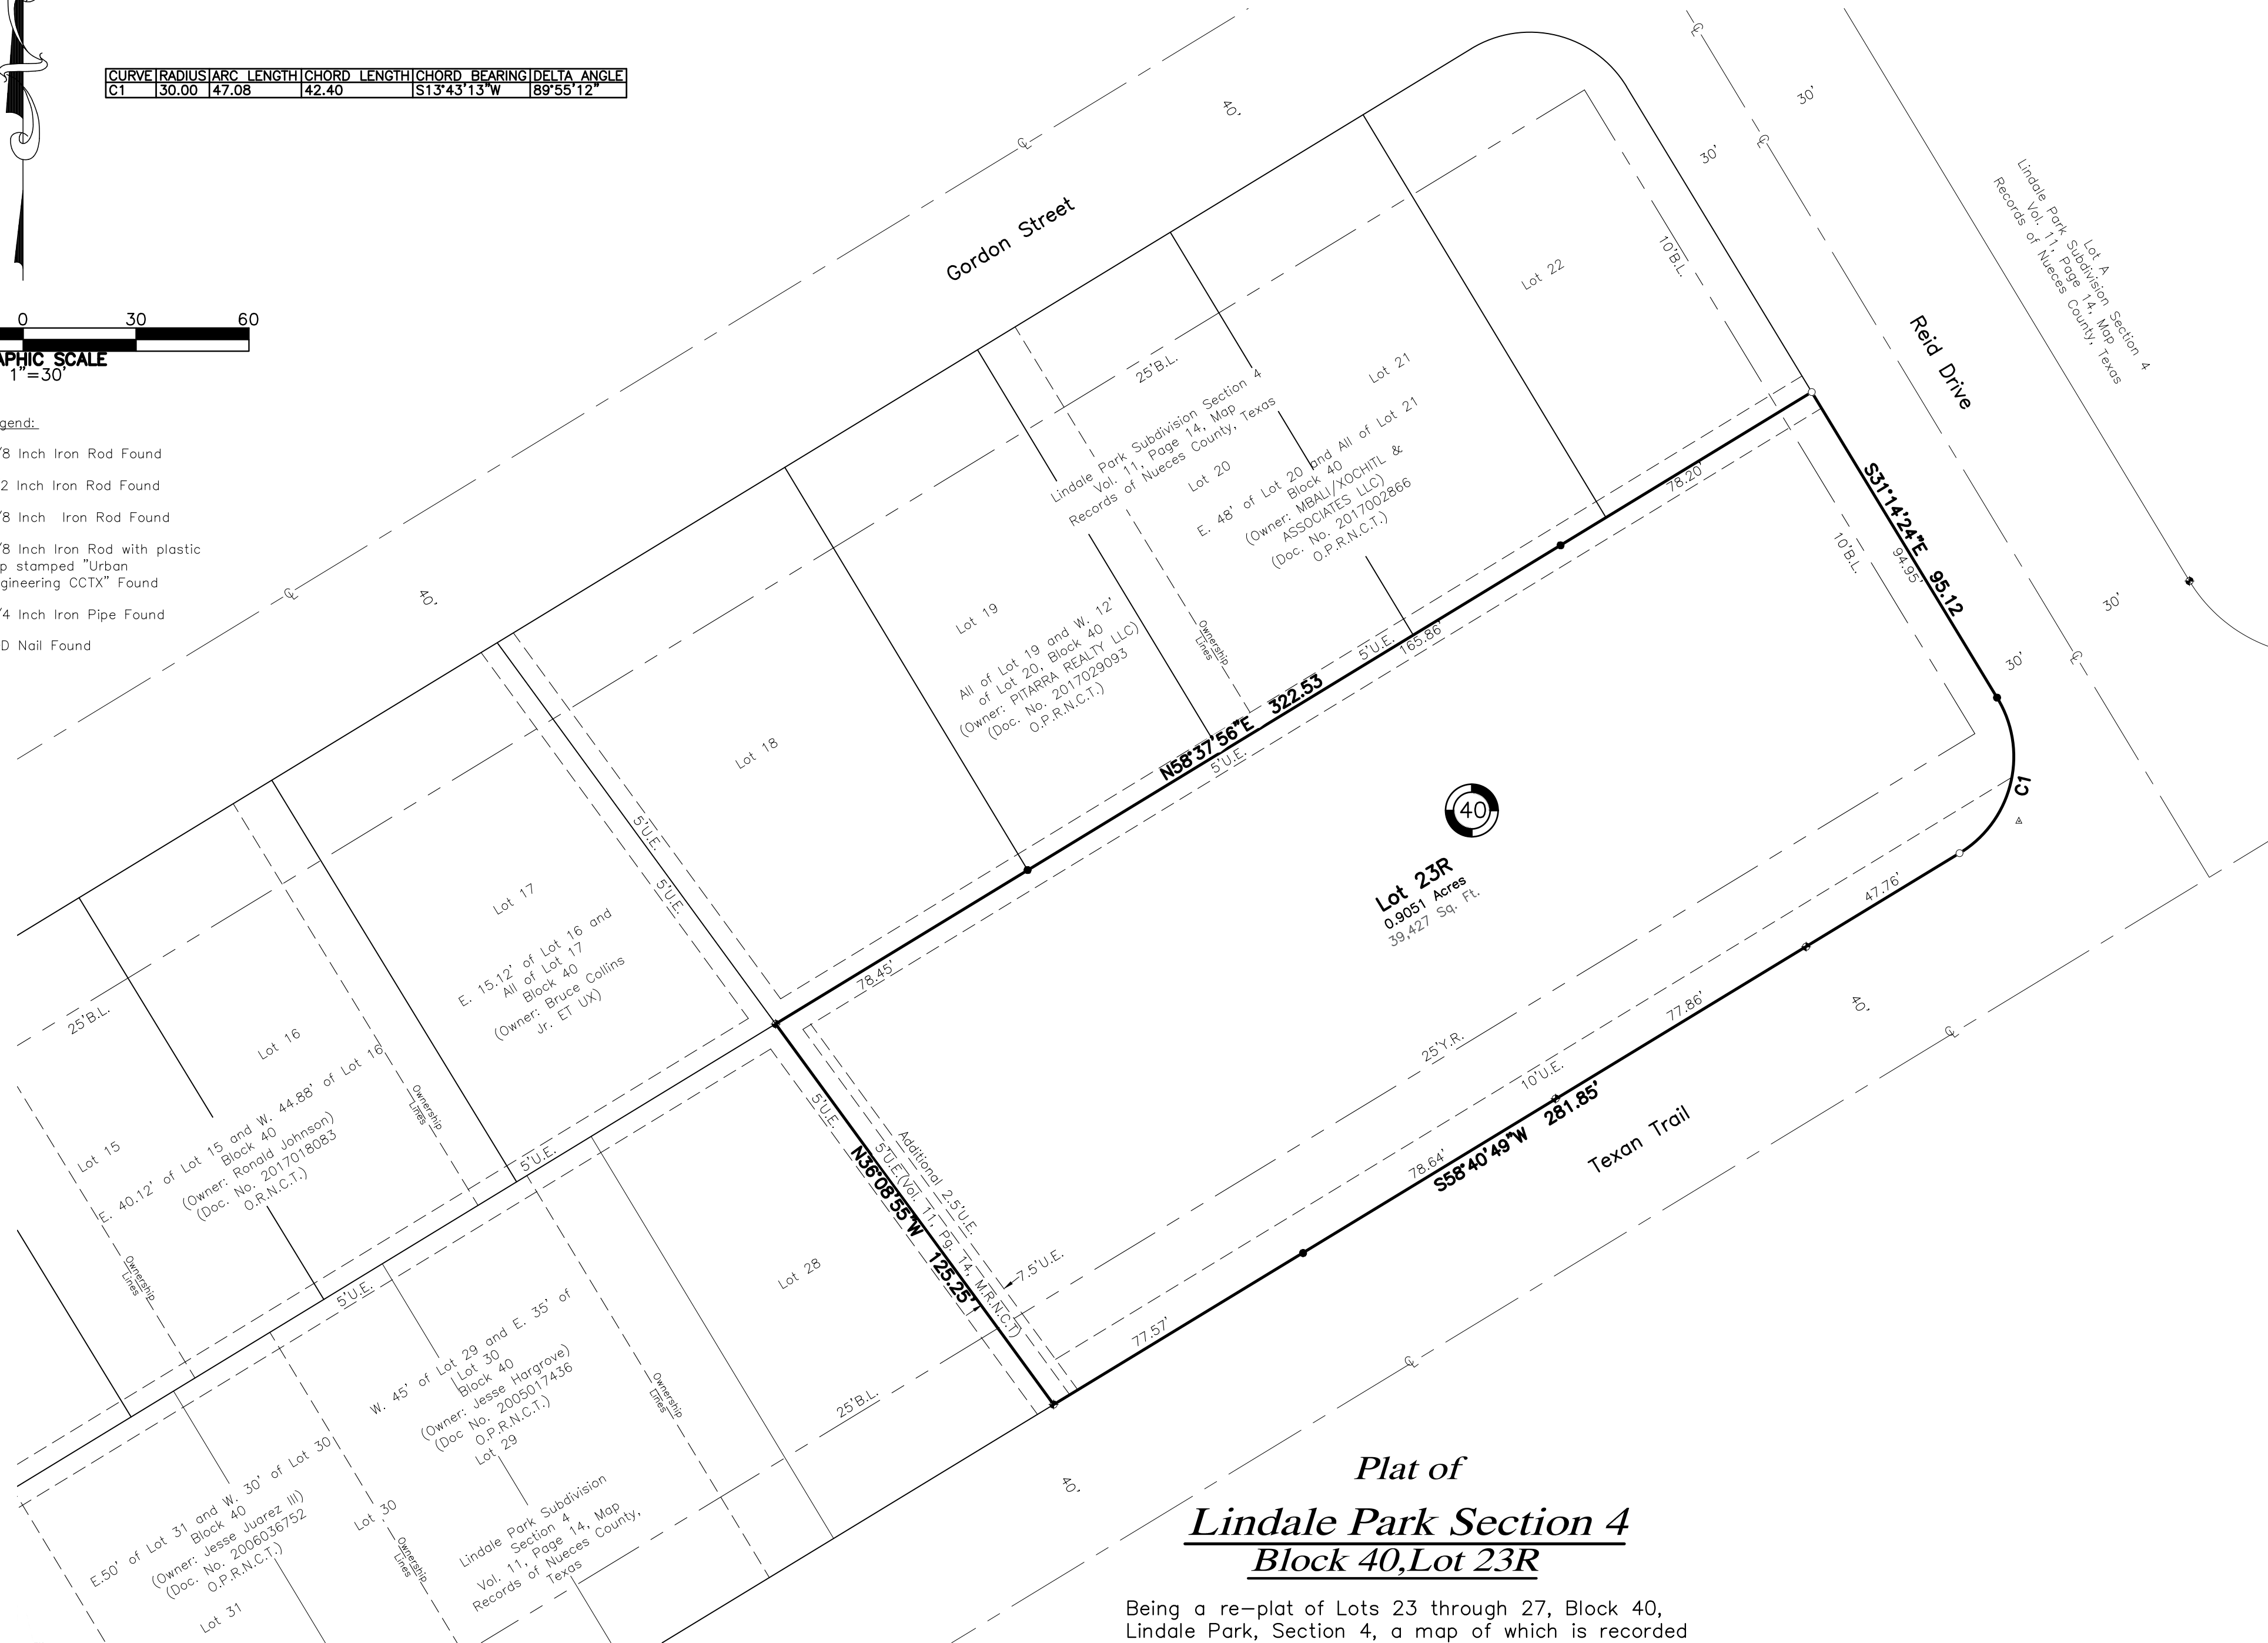 CURVE RADIUS ARC LENGTH CHORD LENGTH CHORD BEARING DELTA ANGLE
C1 30.00 47.08 42.40 S13°43'13"W 89°55'12"
0 30 60
SCALE
1"=30'
Inch Iron Rod Found
Inch Iron Rod Found
Inch Iron Rod Found
Inch Iron Rod with plastic
stamped "Urban
CCTX" Found
Inch Iron Pipe Found
Nail Found
Gordon Street
40'
40'
30'
30'
Reid Drive
30'
30'
Lot A
Lindale Park Subdivision Section 4
Vol. 11, Page 14, Map
Records of Nueces County, Texas
10'B.L.
Lot 22
Lot 21
25'B.L.
Lindale Park Subdivision Section 4
Vol. 11, Page 14, Map
Records of Nueces County, Texas
Lot 20
E. 48' of Lot 20 and All of Lot 21
Block 40
(Owner: MBALI/XOCHITL &
ASSOCIATES LLC)
(Doc. No. 2017002866
O.P.R.N.C.T.)
Lot 19
All of Lot 19 and W. 12'
of Lot 20, Block 40
(Owner: PITARRA REALTY LLC)
(Doc. No. 2017029093
O.P.R.N.C.T.)
Ownership
Lines
Lot 18
5'U.E.
5'U.E.
Lot 17
E. 15.12' of Lot 16 and
All of Lot 17
Block 40
(Owner: Bruce Collins
Jr. ET UX)
25'B.L.
Lot 16
Lot 15
E. 40.12' of Lot 15 and W. 44.88' of Lot 16
Block 40
(Owner: Ronald Johnson)
(Doc. No. 2017018083
O.R.N.C.T.)
Ownership
Lines
Ownership
Lines
5'U.E.
5'U.E.
78.20'
5'U.E.
165.86'
N58°37'56"E 322.53
5'U.E.
78.45'
S31°14'24"E 95.12
94.95'
10'B.L.
C1
40
Lot 23R
0.9051 Acres
39,427 Sq. Ft.
47.76'
77.86'
40'
25'Y.R.
10'U.E.
S58°40'49"W 281.85'
78.64'
77.57'
Texan Trail
5'U.E.
N36°08'55"W 125.25'
Additional 2.5'U.E.
5'U.E(Vol. 11, Pg. 14, M.R.N.C.T)
7.5'U.E.
Lot 28
25'B.L.
W. 45' of Lot 29 and E. 35' of
Lot 30
Block 40
(Owner: Jesse Hargrove)
(Doc No. 2005017436
O.P.R.N.C.T.)
Lot 29
Ownership
Lines
E.50' of Lot 31 and W. 30' of Lot 30
Block 40
(Owner: Jesse Juarez III)
(Doc. No. 2006036752
O.P.R.N.C.T.)
Lot 30
Lot 31
Ownership
Lines
Lindale Park Subdivision
Section 4
Vol. 11, Page 14, Map
Records of Nueces County,
Texas
40'
Plat of
Lindale Park Section 4
Block 40,Lot 23R
Being a re-plat of Lots 23 through 27, Block 40,
Lindale Park, Section 4, a map of which is recorded